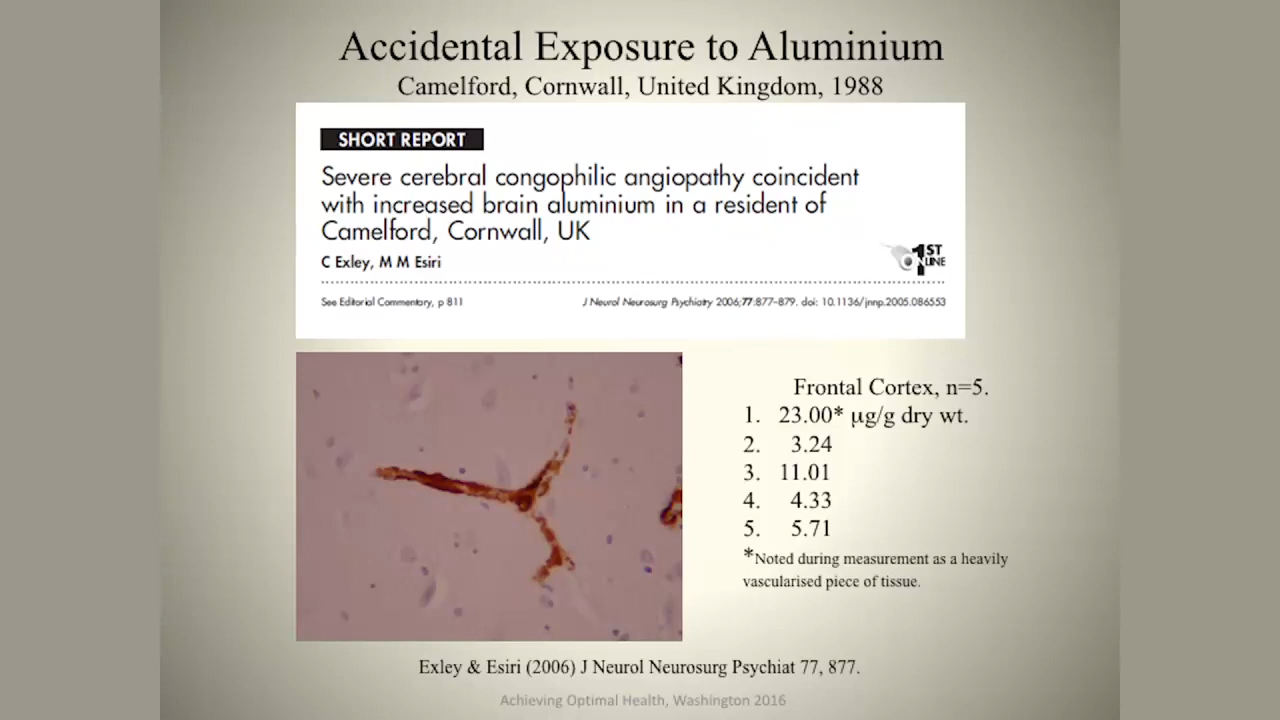 Accidental Exposure to Aluminium
Camelford, Cornwall, United Kingdom, 1988
SHORT REPORT
Severe cerebral congophilic angiopathy coincident
with increased brain aluminium in a resident of
Camelford, Cornwall, UK
C Exley, M M Esiri
1ST
ONLINE
See Editorial Commentary, p 811
J Neurol Neurosurg Psychiatry 2006;77:877–879. doi: 10.1136/jnnp.2005.086553
Frontal Cortex, n=5.
1. 23.00* µg/g dry wt.
2. 3.24
3. 11.01
4. 4.33
5. 5.71
*Noted during measurement as a heavily
vascularised piece of tissue.
Exley & Esiri (2006) J Neurol Neurosurg Psychiat 77, 877.
Achieving Optimal Health, Washington 2016